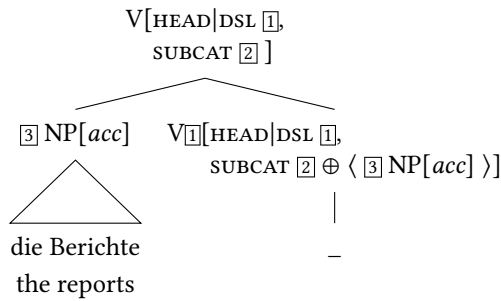 V[HEAD|DSL 1,
SUBCAT 2 ]
3 NP[acc] V1[HEAD|DSL 1,
SUBCAT 2 ⊕ ⟨ 3 NP[acc] ⟩]
die Berichte
the reports
_